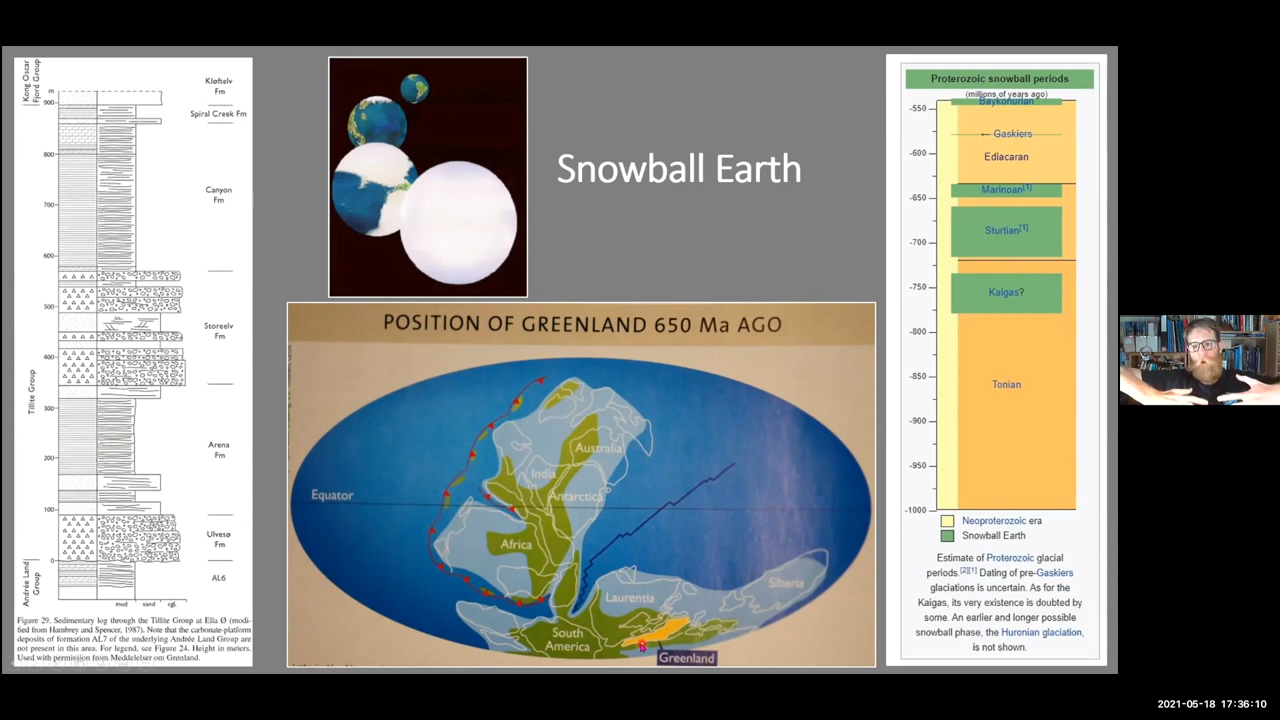 Snowball Earth
Kong Oscar
Fjord Group
Tillite Group
Andrée Land
Group
m
900
800
700
600
500
400
300
200
100
0
Kløftelv
Fm
Spiral Creek Fm
Canyon
Fm
Storeelv
Fm
Arena
Fm
Ulvesø
Fm
AL6
mud sand cgl.
Figure 29. Sedimentary log through the Tillite Group at Ella Ø (modi-
fied from Hambrey and Spencer, 1987). Note that the carbonate-platform
deposits of formation AL7 of the underlying Andrée Land Group are
not present in this area. For legend, see Figure 24. Height in meters.
Used with permission from Meddelelser om Grønland.
POSITION OF GREENLAND 650 Ma AGO
Australia
India
Antarctica
Equator
Africa
Siberia
Laurentia
South
America
Greenland
Proterozoic snowball periods
(millions of years ago)
-550
-600
-650
-700
-750
-800
-850
-900
-950
-1000
Baykonurian
← Gaskiers
Ediacaran
Marinoan[1]
Sturtian[1]
Kaigas?
Tonian
Neoproterozoic era
Snowball Earth
Estimate of Proterozoic glacial
periods.[2][1] Dating of pre-Gaskiers
glaciations is uncertain. As for the
Kaigas, its very existence is doubted by
some. An earlier and longer possible
snowball phase, the Huronian glaciation,
is not shown.
2021-05-18 17:36:10